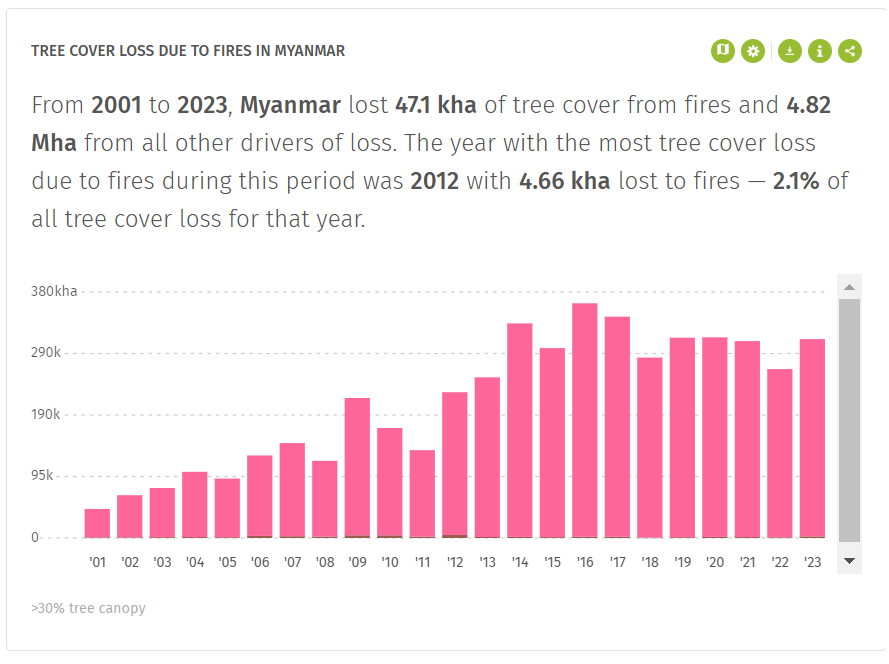 TREE COVER LOSS DUE TO FIRES IN MYANMAR
From 2001 to 2023, Myanmar lost 47.1 kha of tree cover from fires and 4.82
Mha from all other drivers of loss. The year with the most tree cover loss
due to fires during this period was 2012 with 4.66 kha lost to fires — 2.1% of
all tree cover loss for that year.
380kha
290k
190k
95k
0
'01 '02 '03 '04 '05 '06 '07 '08 '09 '10 '11 '12 '13 '14 '15 '16 '17 '18 '19 '20 '21 '22 '23
>30% tree canopy